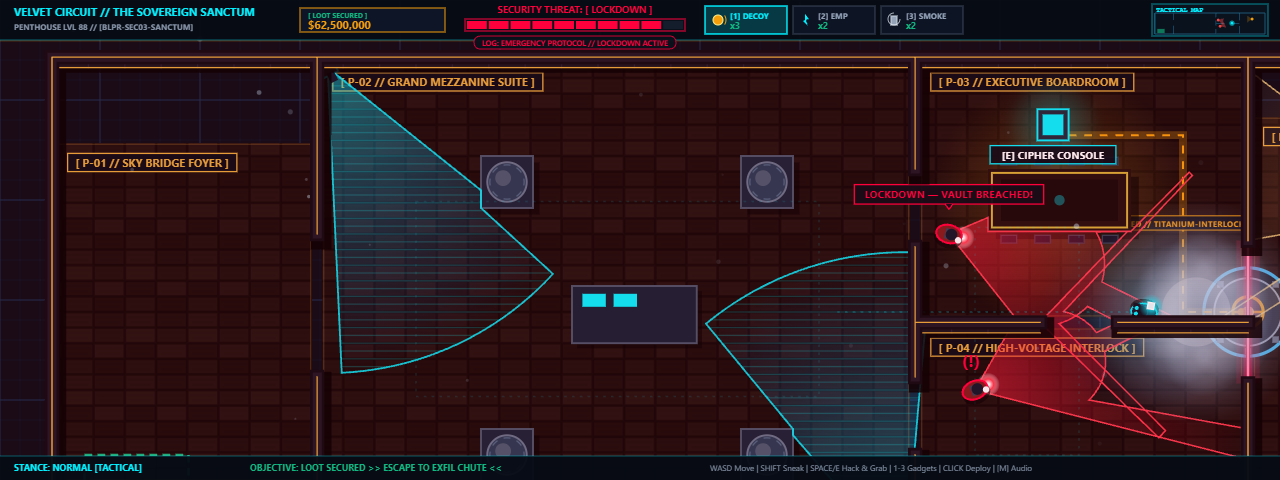 VELVET CIRCUIT // THE SOVEREIGN SANCTUM
PENTHOUSE LVL 88 // [BLPR-SEC03-SANCTUM]
[ LOOT SECURED ]
$62,500,000
SECURITY THREAT: [ LOCKDOWN ]
LOG: EMERGENCY PROTOCOL // LOCKDOWN ACTIVE
[1] DECOY
x3
[2] EMP
x2
[3] SMOKE
x2
TACTICAL MAP
[ P-01 // SKY BRIDGE FOYER ]
[ P-02 // GRAND MEZZANINE SUITE ]
[ P-03 // EXECUTIVE BOARDROOM ]
[E] CIPHER CONSOLE
LOCKDOWN — VAULT BREACHED!
// TITANIUM-INTERLOCK
[ P-04 // HIGH-VOLTAGE INTERLOCK ]
(!)
STANCE: NORMAL [TACTICAL]
OBJECTIVE: LOOT SECURED >> ESCAPE TO EXFIL CHUTE <<
WASD Move | SHIFT Sneak | SPACE/E Hack & Grab | 1-3 Gadgets | CLICK Deploy | [M] Audio